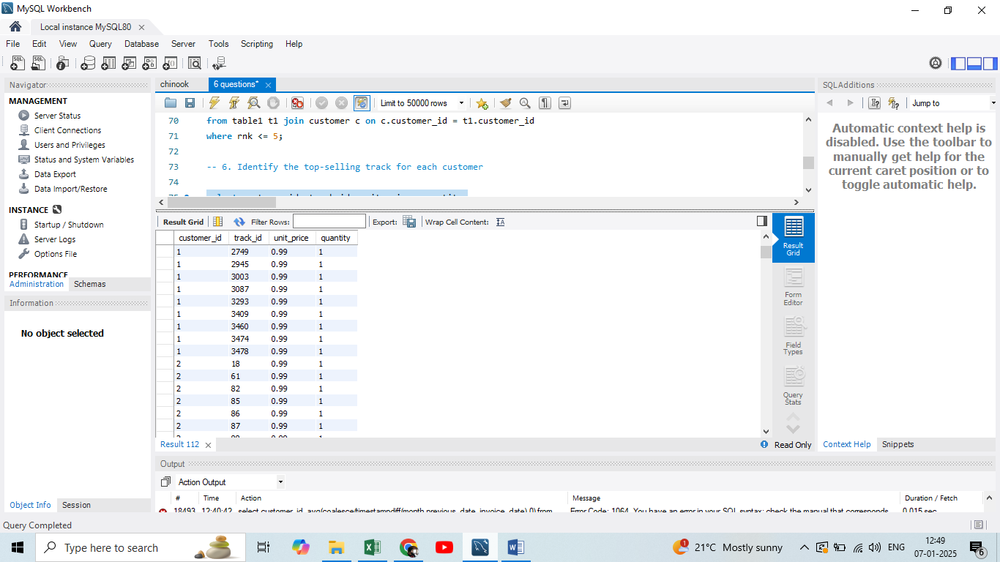 MySQL Workbench
Local instance MySQL80
File Edit View Query Database Server Tools Scripting Help
Navigator
MANAGEMENT
Server Status
Client Connections
Users and Privileges
Status and System Variables
Data Export
Data Import/Restore
INSTANCE
Startup / Shutdown
Server Logs
Options File
PERFORMANCE
Administration Schemas
Information
No object selected
Object Info Session
chinook 6 questions*
Limit to 50000 rows
70 from table1 t1 join customer c on c.customer_id = t1.customer_id
71 where rnk <= 5;
72
73 -- 6. Identify the top-selling track for each customer
74
Result Grid Filter Rows: Export: Wrap Cell Content:
customer_id track_id unit_price quantity
1 2749 0.99 1
1 2945 0.99 1
1 3003 0.99 1
1 3087 0.99 1
1 3293 0.99 1
1 3409 0.99 1
1 3460 0.99 1
1 3474 0.99 1
1 3478 0.99 1
2 18 0.99 1
2 61 0.99 1
2 82 0.99 1
2 85 0.99 1
2 86 0.99 1
2 87 0.99 1
Result Grid
Form Editor
Field Types
Query Stats
Result 112
Read Only
SQLAdditions
Jump to
Automatic context help is
disabled. Use the toolbar to
manually get help for the
current caret position or to
toggle automatic help.
Context Help Snippets
Output
Action Output
# Time Action Message Duration / Fetch
18493 12:40:42 select customer_id, avg(coalesce(timestampdiff(month,previous_date,invoice_date),0)) from Error Code: 1064. You have an error in your SQL syntax; check the manual that corresponds 0.015 sec
Query Completed
Type here to search
1
21°C Mostly sunny
ENG
12:49
07-01-2025
6